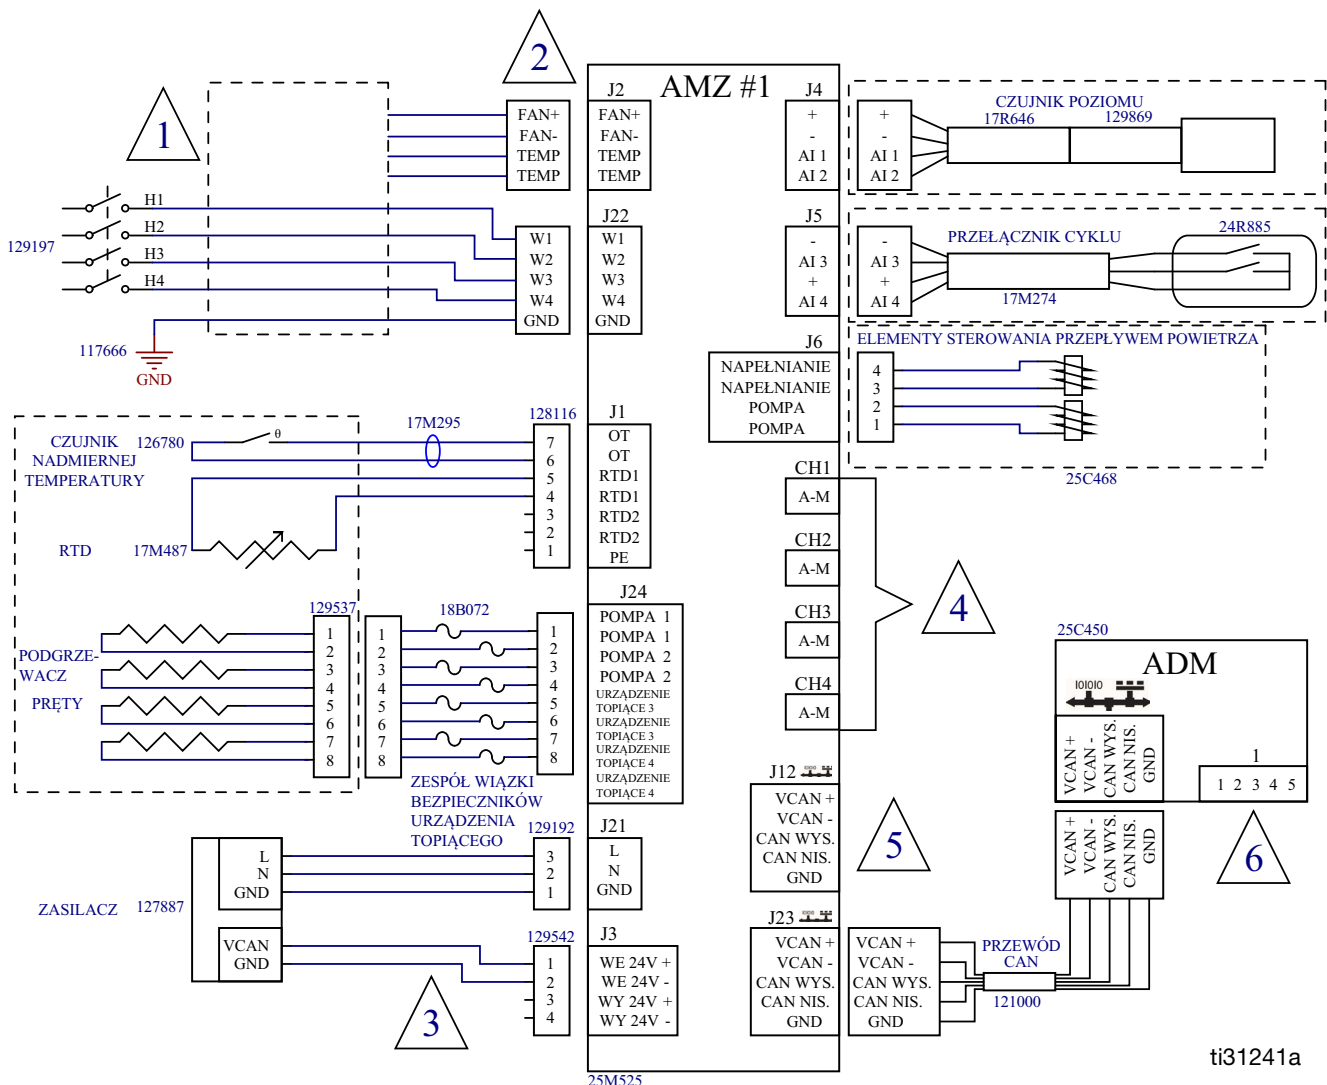 1
2
AMZ #1
J2
FAN+
FAN-
TEMP
TEMP
FAN+
FAN-
TEMP
TEMP
J4
+
-
AI 1
AI 2
+
-
AI 1
AI 2
CZUJNIK POZIOMU
17R646
129869
129197
H1
H2
H3
H4
117666
GND
J22
W1
W2
W3
W4
GND
W1
W2
W3
W4
GND
J5
-
AI 3
+
AI 4
-
AI 3
+
AI 4
PRZEŁĄCZNIK CYKLU
17M274
24R885
J6
NAPEŁNIANIE
NAPEŁNIANIE
POMPA
POMPA
ELEMENTY STEROWANIA PRZEPŁYWEM POWIETRZA
4
3
2
1
25C468
CZUJNIK
NADMIERNEJ
TEMPERATURY
126780
θ
17M295
128116
RTD
17M487
7
6
5
4
3
2
1
J1
OT
OT
RTD1
RTD1
RTD2
RTD2
PE
CH1
A-M
CH2
A-M
CH3
A-M
CH4
A-M
4
PODGRZE-
WACZ
PRĘTY
129537
1
2
3
4
5
6
7
8
1
2
3
4
5
6
7
8
18B072
1
2
3
4
5
6
7
8
ZESPÓŁ WIĄZKI
BEZPIECZNIKÓW
URZĄDZENIA
TOPIĄCEGO
J24
POMPA 1
POMPA 1
POMPA 2
POMPA 2
URZĄDZENIE
TOPIĄCE 3
URZĄDZENIE
TOPIĄCE 3
URZĄDZENIE
TOPIĄCE 4
URZĄDZENIE
TOPIĄCE 4
J12
VCAN +
VCAN -
CAN WYS.
CAN NIS.
GND
5
25C450
ADM
101010
VCAN +
VCAN -
CAN WYS.
CAN NIS.
GND
1
1 2 3 4 5
6
VCAN +
VCAN -
CAN WYS.
CAN NIS.
GND
ZASILACZ
127887
L
N
GND
VCAN
GND
129192
3
2
1
J21
L
N
GND
129542
1
2
3
4
J3
WE 24V +
WE 24V -
WY 24V +
WY 24V -
3
J23
VCAN +
VCAN -
CAN WYS.
CAN NIS.
GND
VCAN +
VCAN -
CAN WYS.
CAN NIS.
GND
PRZEWÓD
CAN
121000
25M525
ti31241a